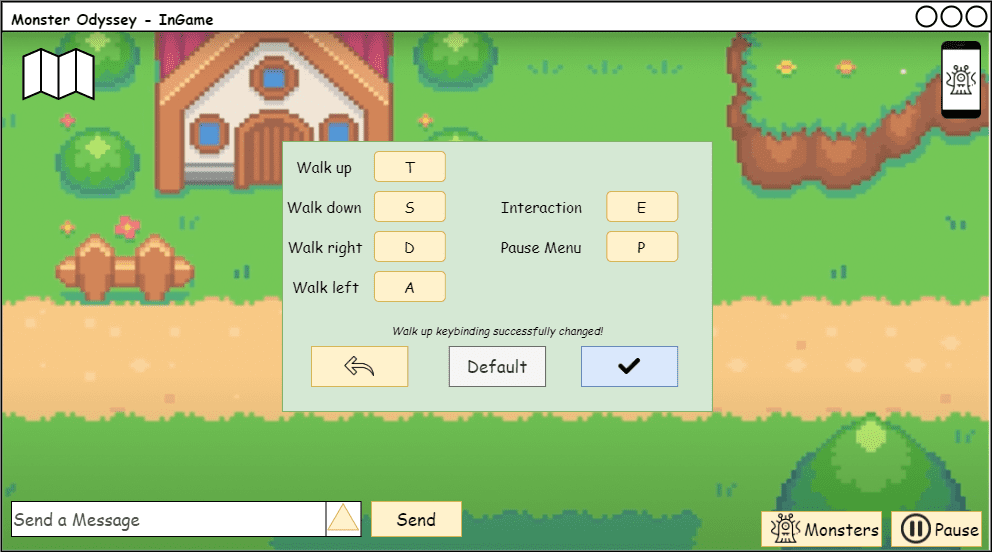 Monster Odyssey - InGame
Walk up T
Walk down S Interaction E
Walk right D Pause Menu P
Walk left A
Walk up keybinding successfully changed!
Default
Send a Message Send Monsters Pause